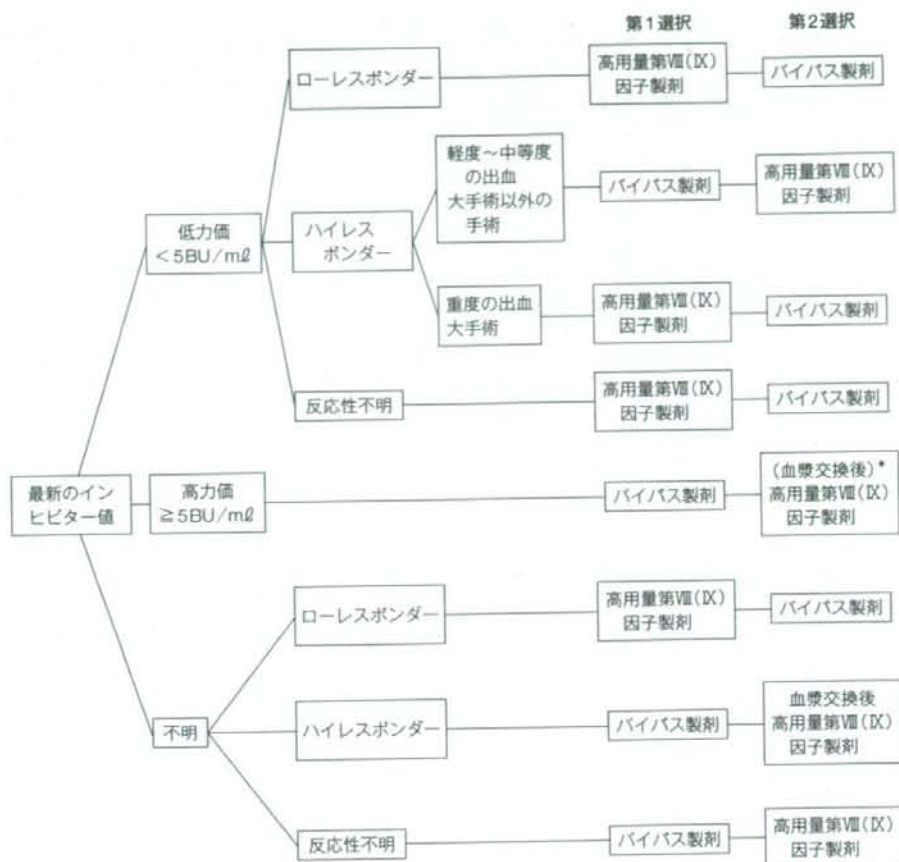 第1選択
第2選択
ローレスポンダー
高用量第Ⅷ(Ⅸ)
因子製剤
バイパス製剤
軽度～中等度
の出血
大手術以外の
手術
バイパス製剤
高用量第Ⅷ(Ⅸ)
因子製剤
低力価
＜5BU/mℓ
ハイレス
ポンダー
重度の出血
大手術
高用量第Ⅷ(Ⅸ)
因子製剤
バイパス製剤
反応性不明
高用量第Ⅷ(Ⅸ)
因子製剤
バイパス製剤
最新のイン
ヒビター値
高力価
≧5BU/mℓ
バイパス製剤
(血漿交換後)*
高用量第Ⅷ(Ⅸ)
因子製剤
ローレスポンダー
高用量第Ⅷ(Ⅸ)
因子製剤
バイパス製剤
不明
ハイレスポンダー
バイパス製剤
血漿交換後
高用量第Ⅷ(Ⅸ)
因子製剤
反応性不明
バイパス製剤
高用量第Ⅷ(Ⅸ)
因子製剤